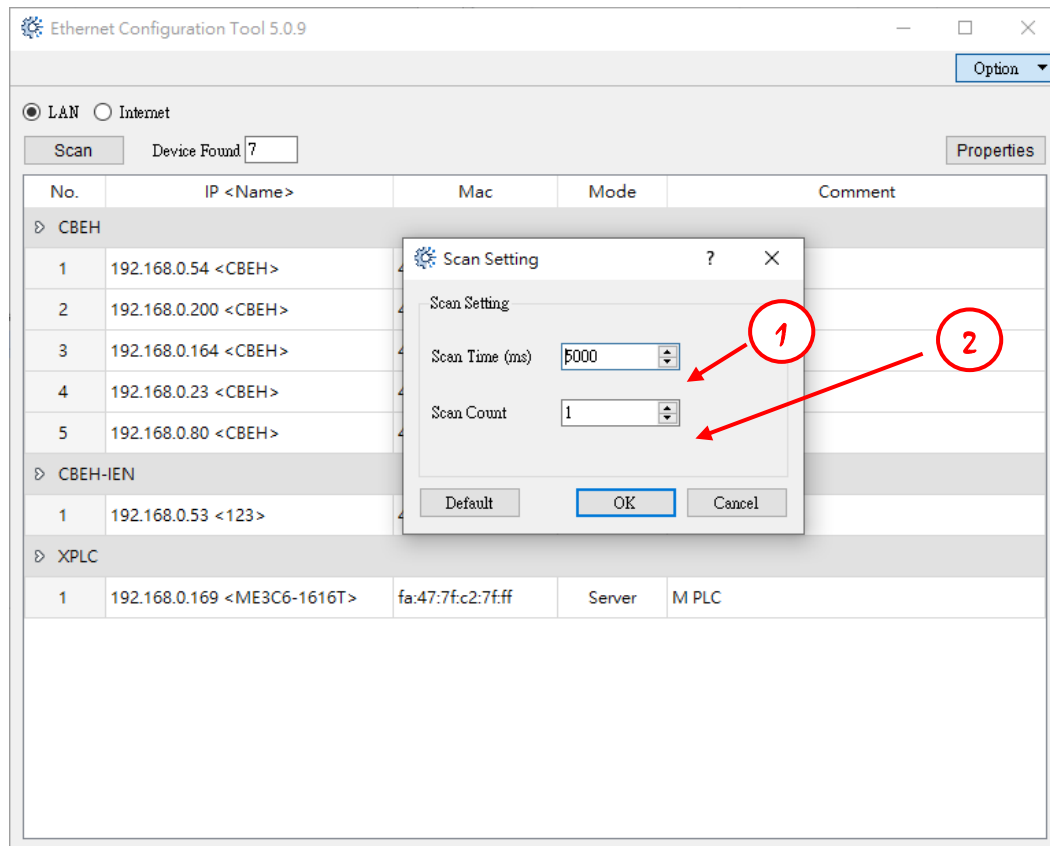 Ethernet Configuration Tool 5.0.9
Option
LAN Internet
Scan Device Found 7 Properties
No. IP <Name> Mac Mode Comment
CBEH
1 192.168.0.54 <CBEH>
2 192.168.0.200 <CBEH>
3 192.168.0.164 <CBEH>
4 192.168.0.23 <CBEH>
5 192.168.0.80 <CBEH>
CBEH-IEN
1 192.168.0.53 <123>
XPLC
1 192.168.0.169 <ME3C6-1616T> fa:47:7f:c2:7f:ff Server M PLC
Scan Setting ?
Scan Setting
Scan Time (ms) 5000
Scan Count 1
Default OK Cancel
1
2